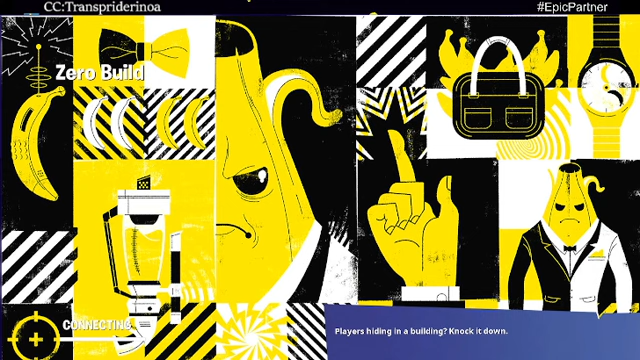 CC:Transpriderinoa
#EpicPartner
Zero Build
CONNECTING
Players hiding in a building? Knock it down.